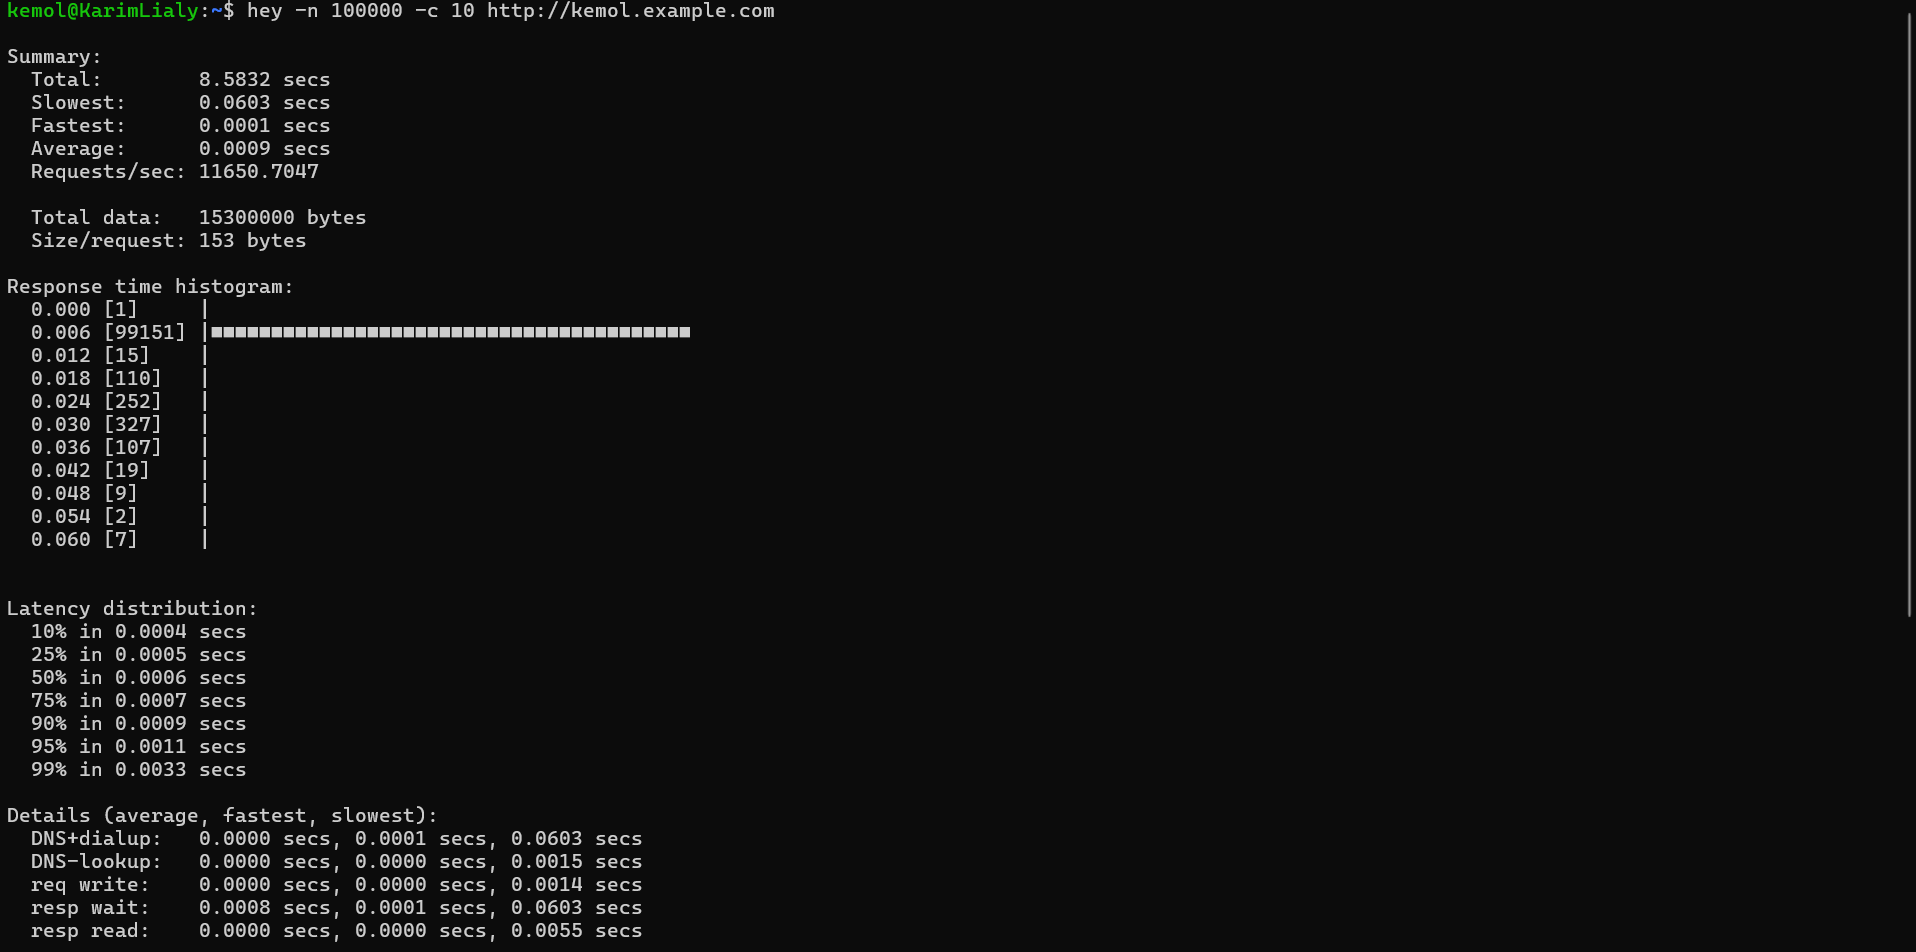 kemol@KarimLialy:~$ hey -n 100000 -c 10 http://kemol.example.com
Summary:
Total: 8.5832 secs
Slowest: 0.0603 secs
Fastest: 0.0001 secs
Average: 0.0009 secs
Requests/sec: 11650.7047
Total data: 15300000 bytes
Size/request: 153 bytes
Response time histogram:
0.000 [1] |
0.006 [99151] |■■■■■■■■■■■■■■■■■■■■■■■■■■■■■■■■■■■■■■■■
0.012 [15] |
0.018 [110] |
0.024 [252] |
0.030 [327] |
0.036 [107] |
0.042 [19] |
0.048 [9] |
0.054 [2] |
0.060 [7] |
Latency distribution:
10% in 0.0004 secs
25% in 0.0005 secs
50% in 0.0006 secs
75% in 0.0007 secs
90% in 0.0009 secs
95% in 0.0011 secs
99% in 0.0033 secs
Details (average, fastest, slowest):
DNS+dialup: 0.0000 secs, 0.0001 secs, 0.0603 secs
DNS-lookup: 0.0000 secs, 0.0000 secs, 0.0015 secs
req write: 0.0000 secs, 0.0000 secs, 0.0014 secs
resp wait: 0.0008 secs, 0.0001 secs, 0.0603 secs
resp read: 0.0000 secs, 0.0000 secs, 0.0055 secs